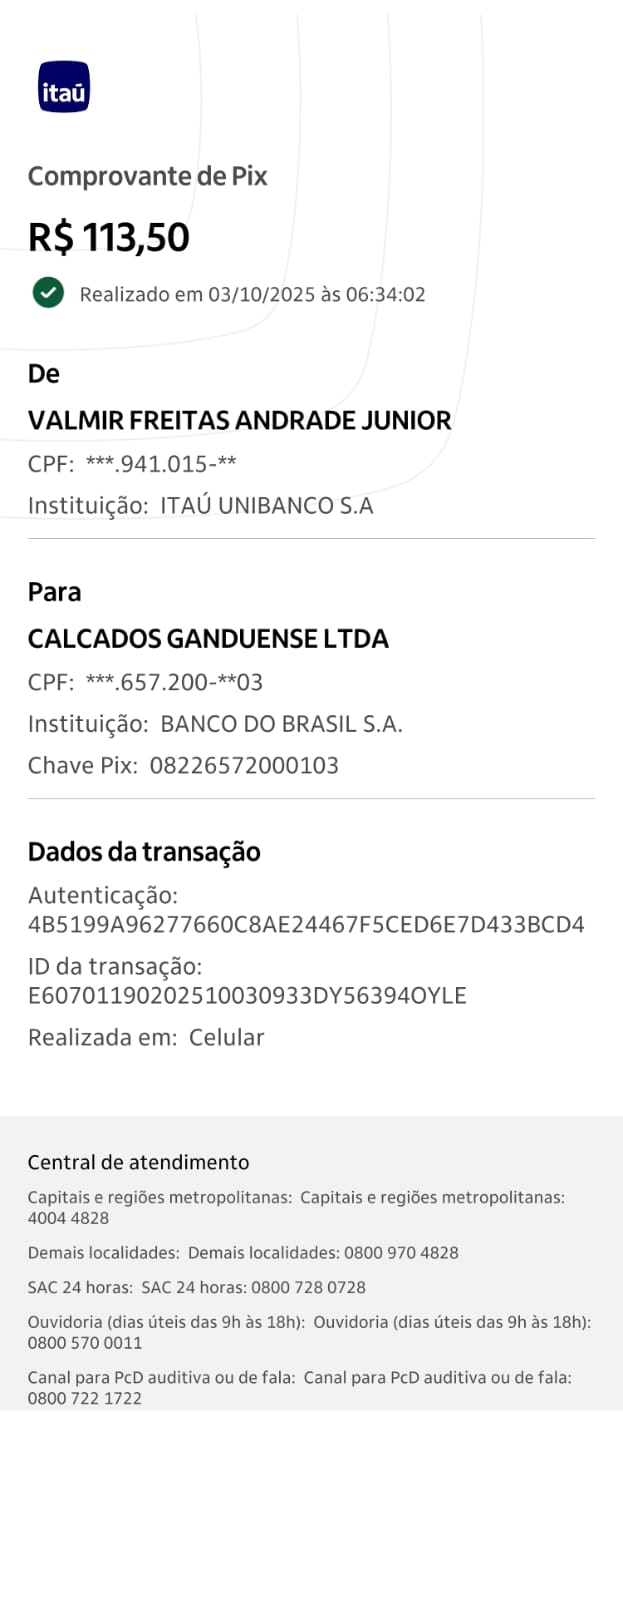 itaú
Comprovante de Pix
R$ 113,50
Realizado em 03/10/2025 às 06:34:02
De
VALMIR FREITAS ANDRADE JUNIOR
CPF: ***.941.015-**
Instituição: ITAÚ UNIBANCO S.A
Para
CALCADOS GANDUENSE LTDA
CPF: ***.657.200-**03
Instituição: BANCO DO BRASIL S.A.
Chave Pix: 08226572000103
Dados da transação
Autenticação:
4B5199A96277660C8AE24467F5CED6E7D433BCD4
ID da transação:
E60701190202510030933DY56394OYLE
Realizada em: Celular
Central de atendimento
Capitais e regiões metropolitanas: Capitais e regiões metropolitanas:
4004 4828
Demais localidades: Demais localidades: 0800 970 4828
SAC 24 horas: SAC 24 horas: 0800 728 0728
Ouvidoria (dias úteis das 9h às 18h): Ouvidoria (dias úteis das 9h às 18h):
0800 570 0011
Canal para PcD auditiva ou de fala: Canal para PcD auditiva ou de fala:
0800 722 1722